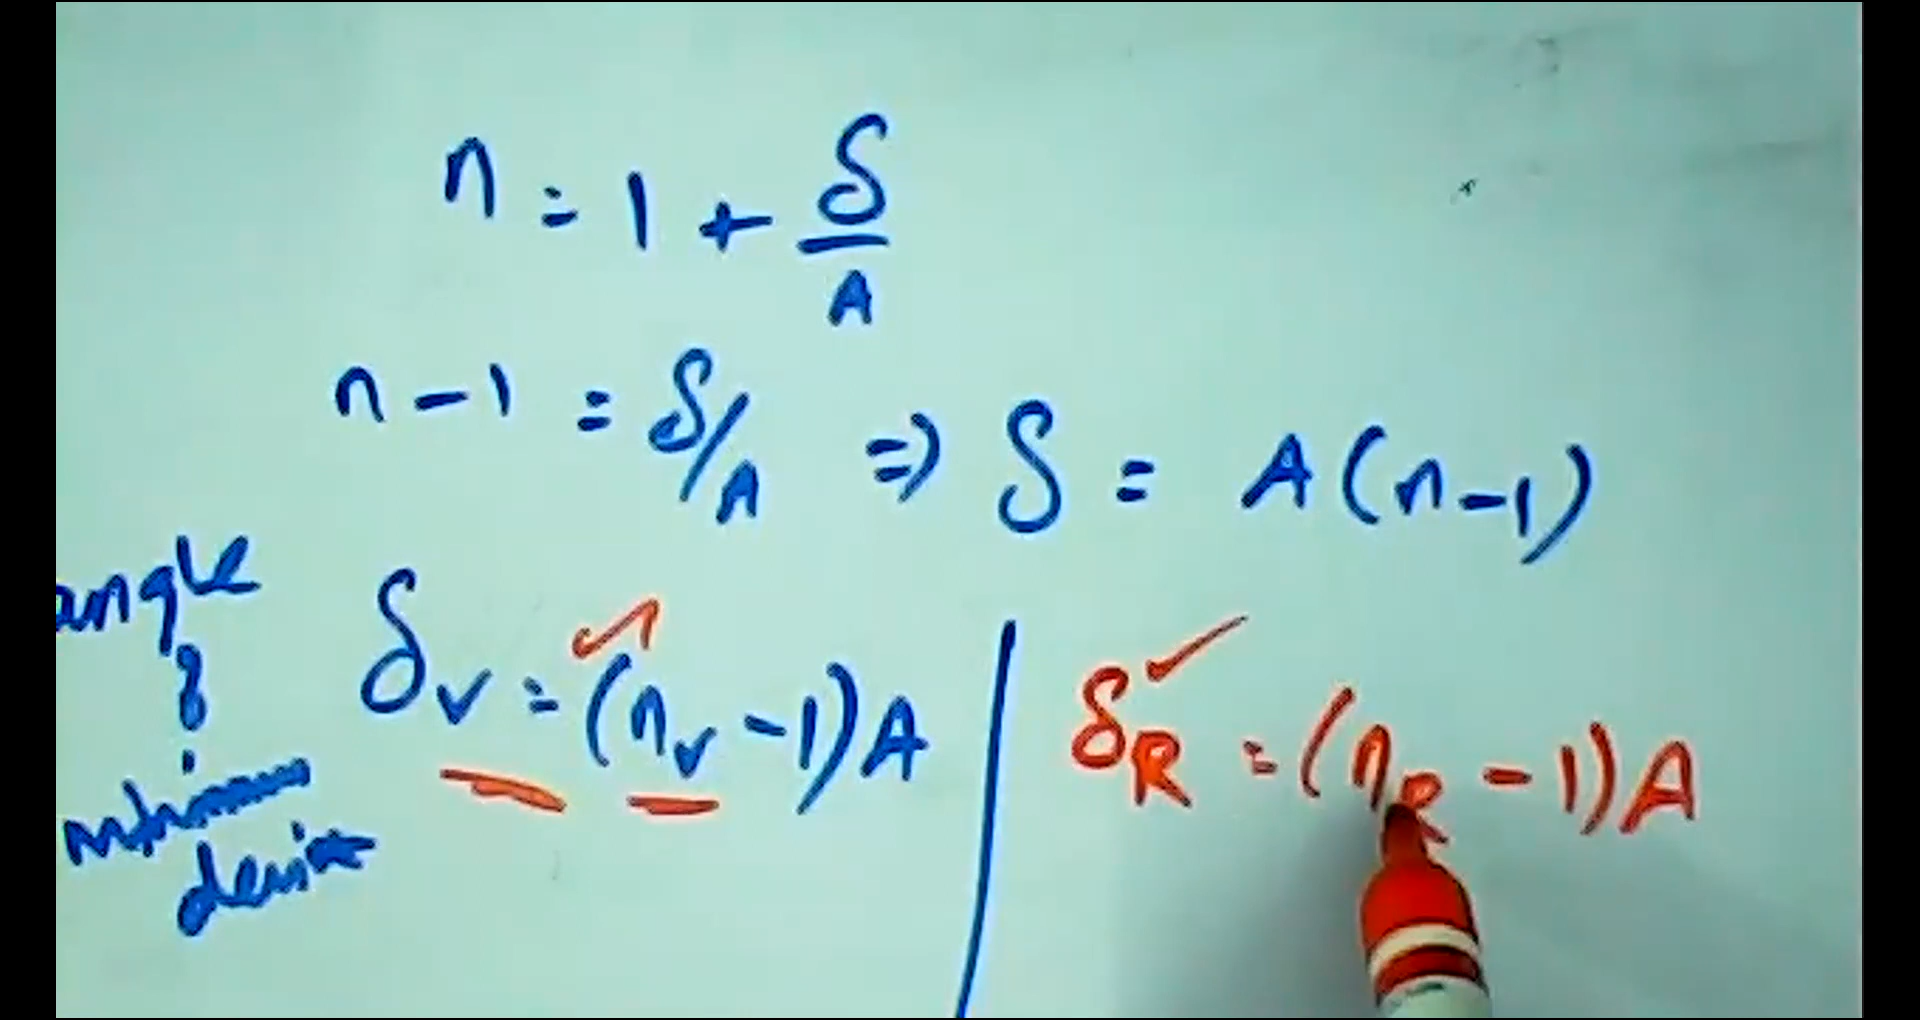 n = 1 + δ/A
n - 1 = δ/A ⇒ δ = A(n-1)
angle
δv = (nv - 1)A
δR = (nR - 1)A